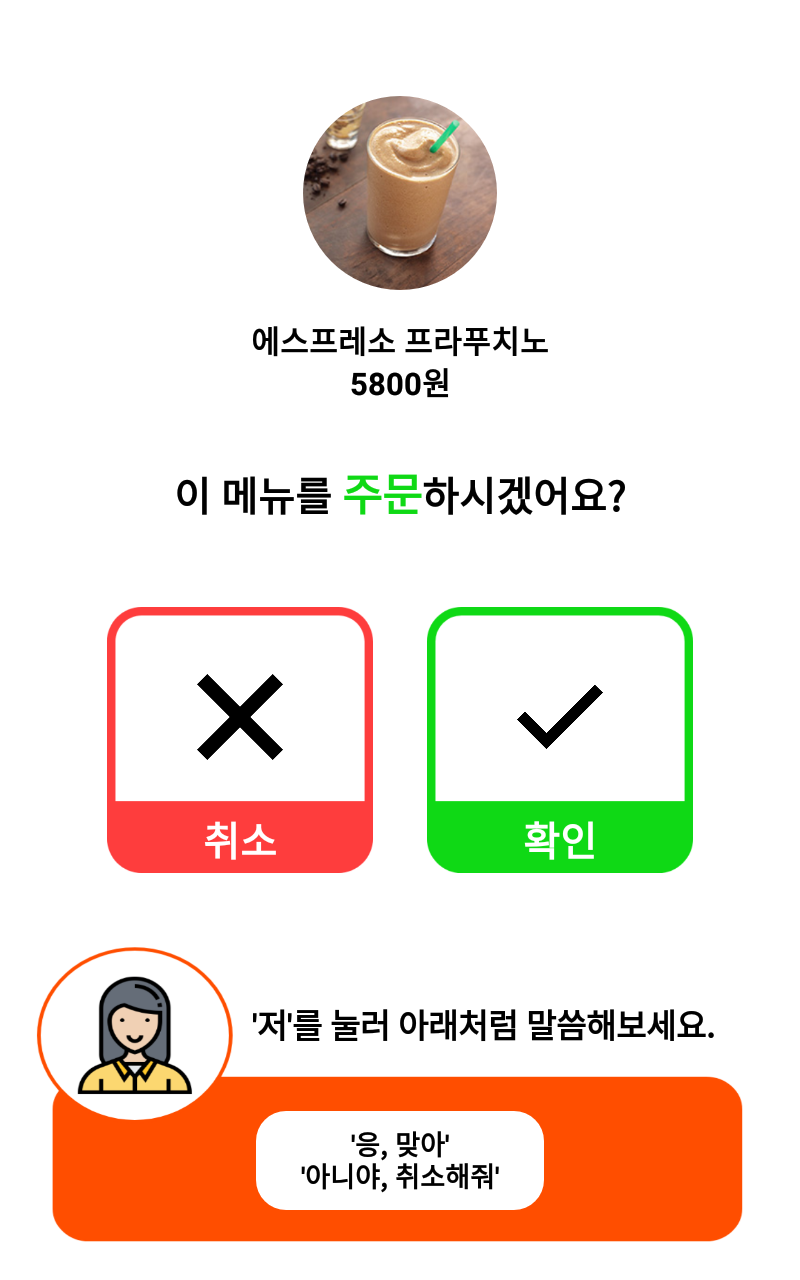 에스프레소 프라푸치노
5800원
이 메뉴를 주문하시겠어요?
취소
확인
'저'를 눌러 아래처럼 말씀해보세요.
'응, 맞아'
'아니야, 취소해줘'